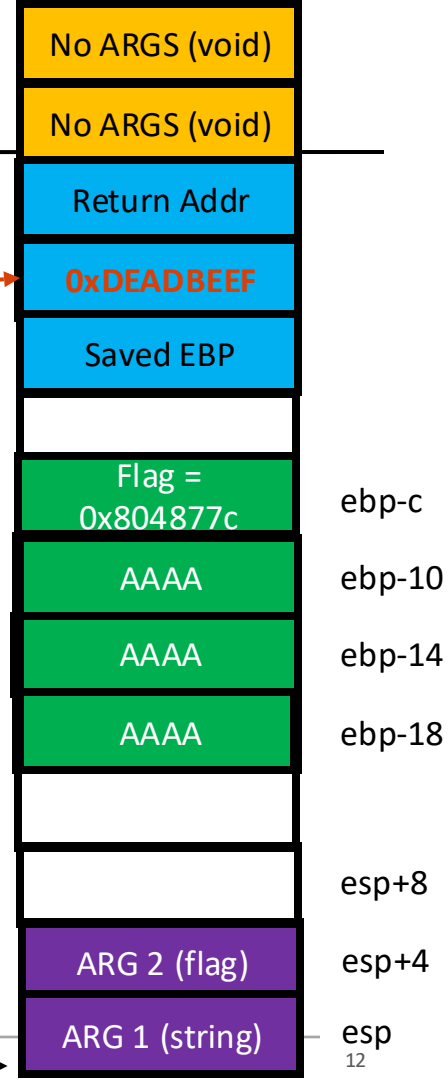 No ARGS (void)
No ARGS (void)
Return Addr
0xDEADBEEF
Saved EBP
Flag =
0x804877c
ebp-c
AAAA
ebp-10
AAAA
ebp-14
AAAA
ebp-18
esp+8
ARG 2 (flag)
esp+4
ARG 1 (string)
esp
12